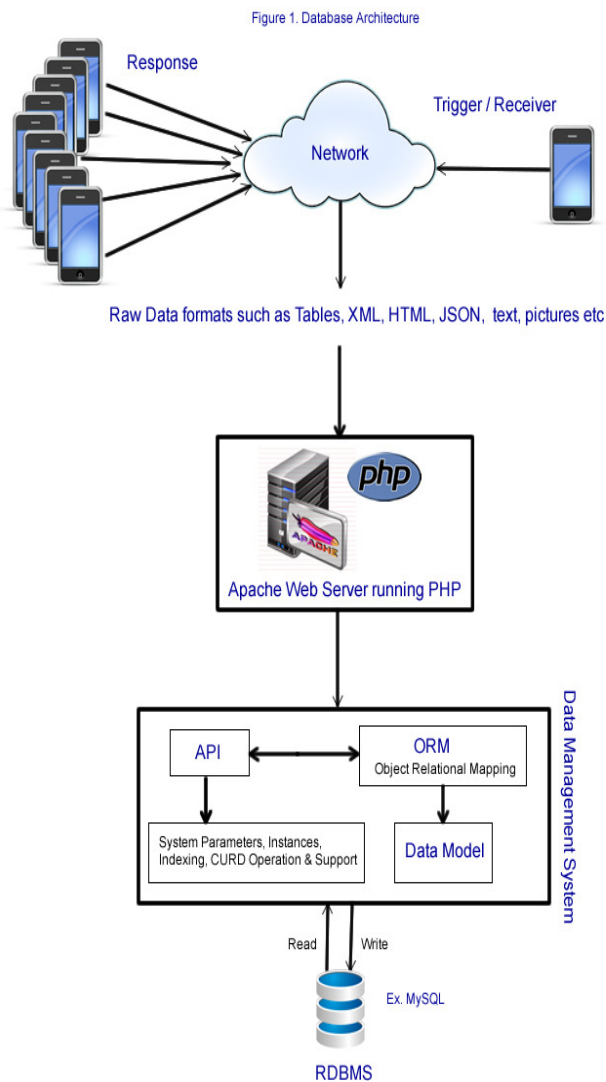 Figure 1. Database Architecture
Response
Trigger / Receiver
Network
Raw Data formats such as Tables, XML, HTML, JSON, text, pictures etc
php
APACHE
Apache Web Server running PHP
Data Management System
API
ORM
Object Relational Mapping
System Parameters, Instances,
Indexing, CURD Operation & Support
Data Model
Read
Write
Ex. MySQL
RDBMS